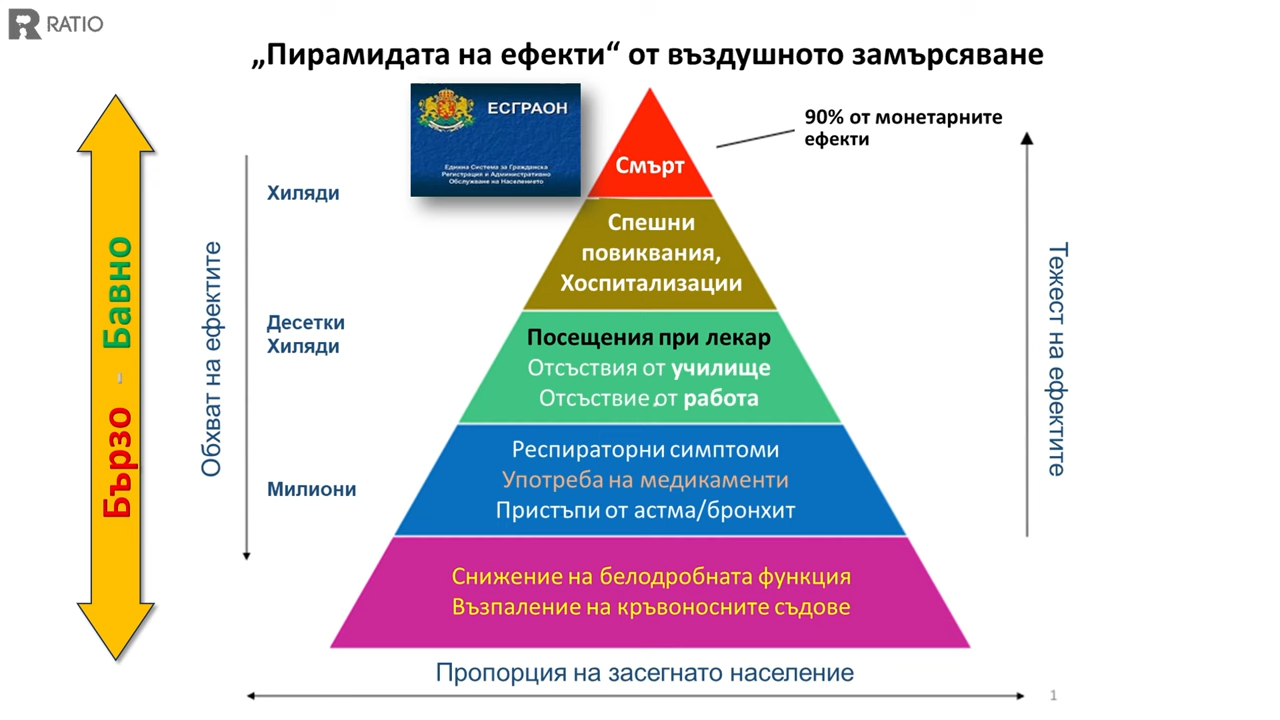 RATIO
„Пирамидата на ефекти“ от въздушното замърсяване
ЕСГРАОН
Единна Система за Гражданска
Регистрация и Административно
Обслужване на Населението
90% от монетарните
ефекти
Смърт
Хиляди
Спешни
повиквания,
Хоспитализации
Десетки
Хиляди
Посещения при лекар
Отсъствия от училище
Отсъствие от работа
Бързо - Бавно
Обхват на ефектите
Тежест на ефектите
Милиони
Респираторни симптоми
Употреба на медикаменти
Пристъпи от астма/бронхит
Снижение на белодробната функция
Възпаление на кръвоносните съдове
Пропорция на засегнато население
1